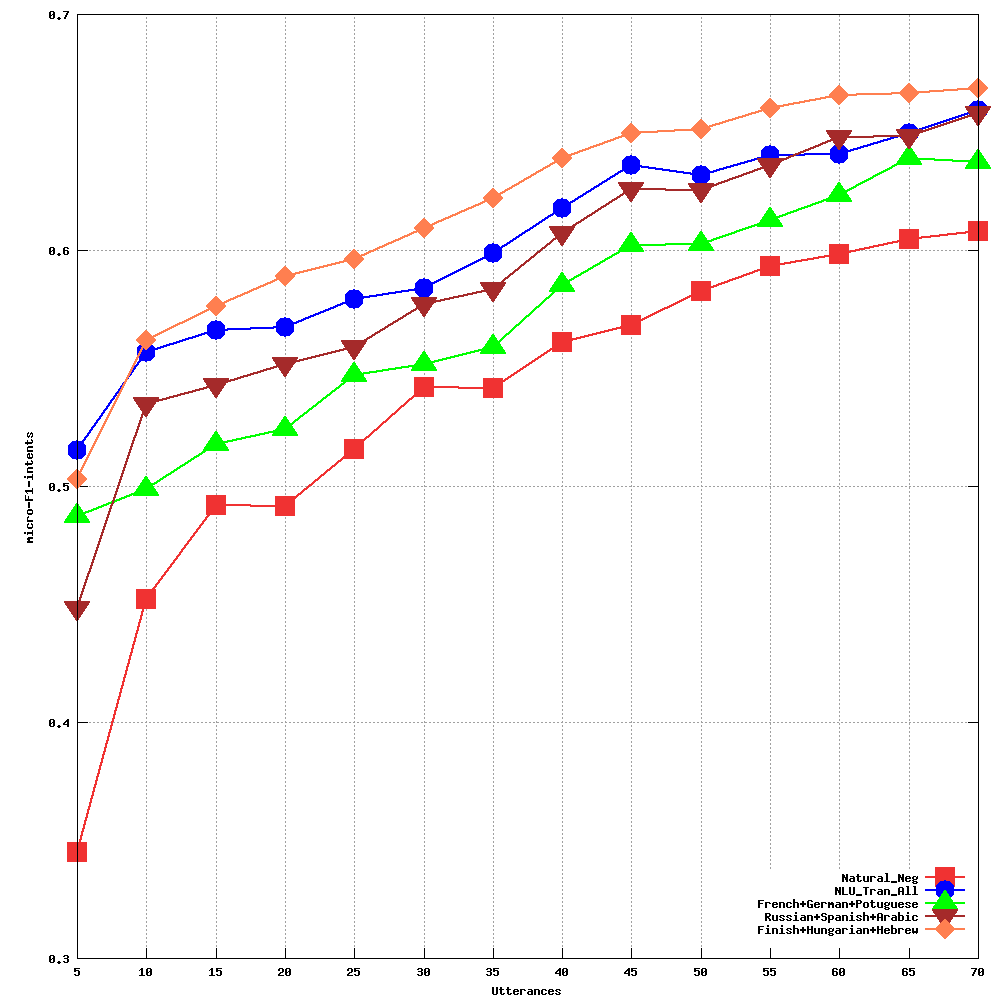 0.7
0.6
0.5
0.4
0.3
micro-F1-intents
Natural_Neg
NLU_Tran_All
French+German+Potuguese
Russian+Spanish+Arabic
Finish+Hungarian+Hebrew
5 10 15 20 25 30 35 40 45 50 55 60 65 70
Utterances